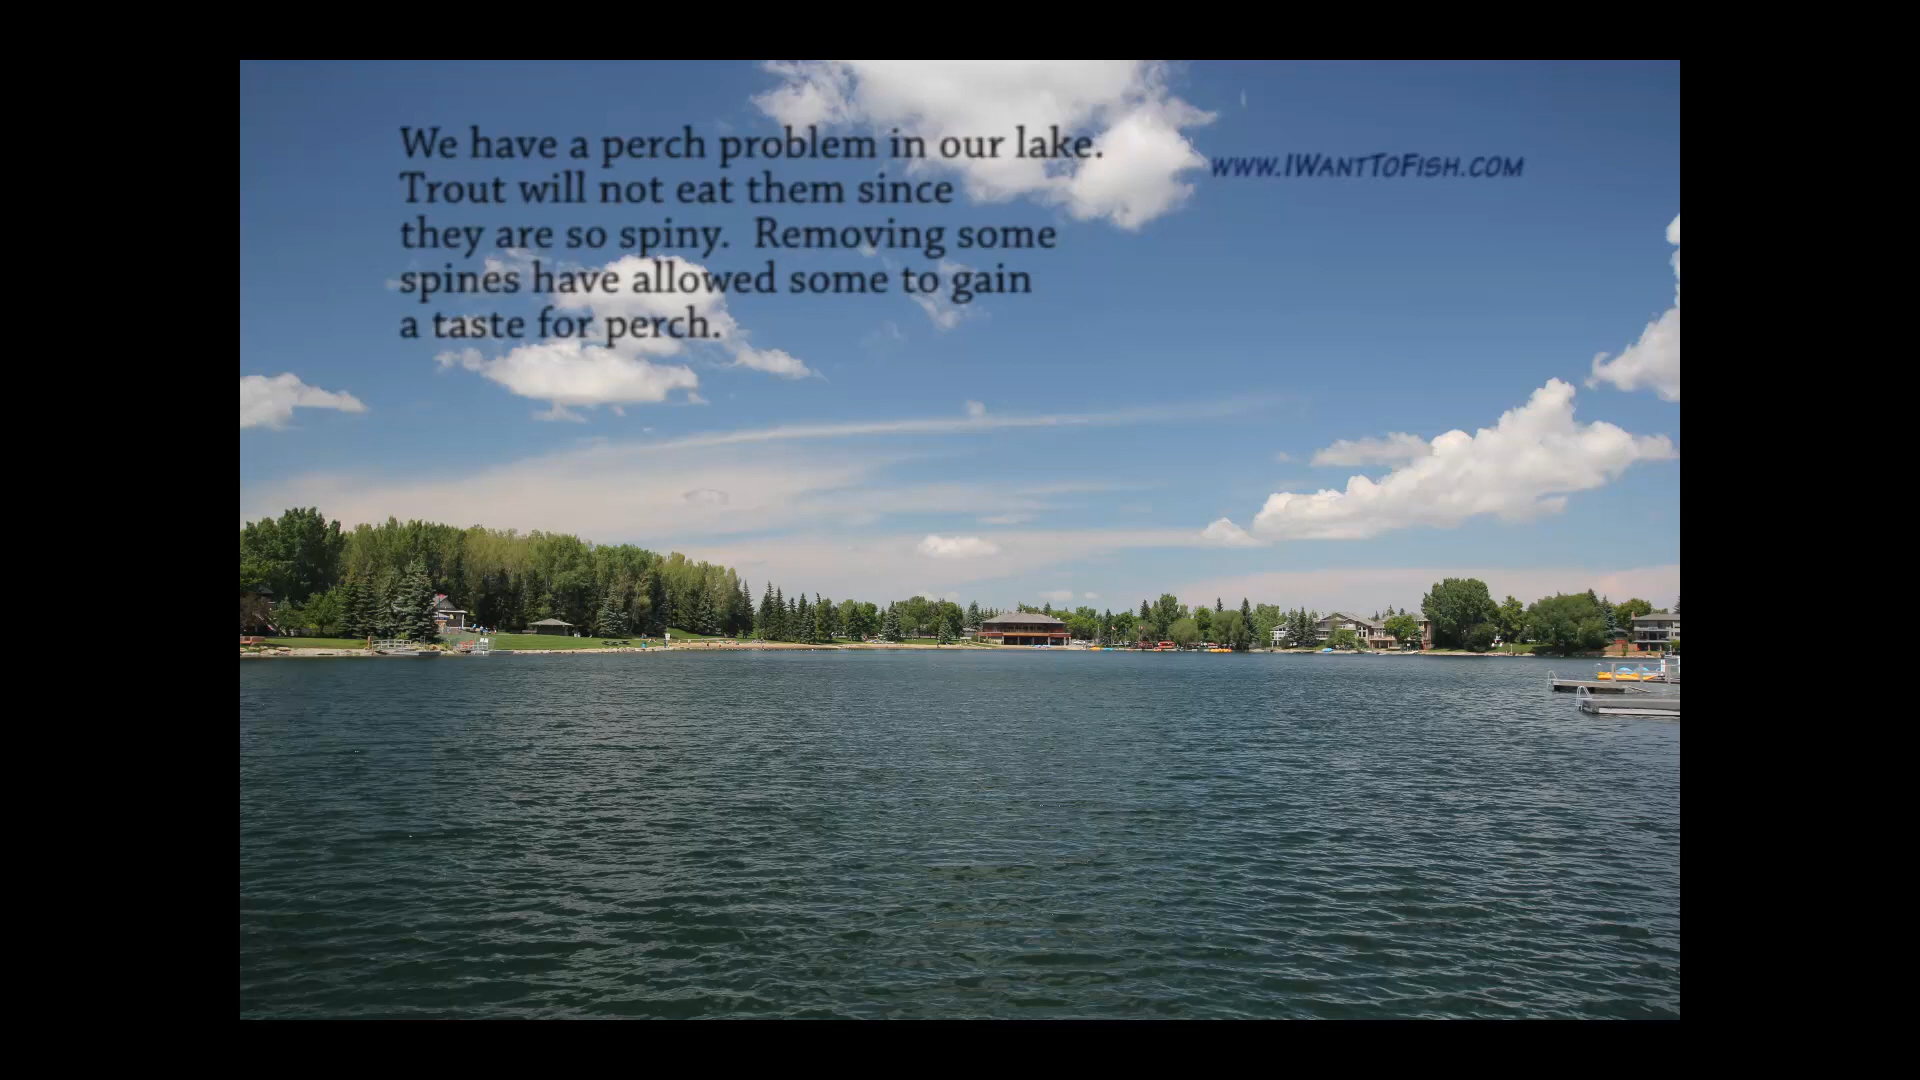 We have a perch problem in our lake.
www.IWantToFish.com
Trout will not eat them since
they are so spiny.  Removing some
spines have allowed some to gain
a taste for perch.